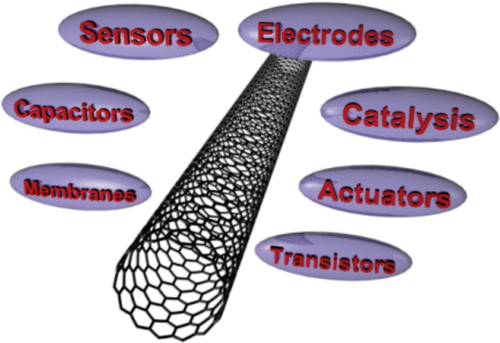 Sensors
Electrodes
Capacitors
Catalysis
Membranes
Actuators
Transistors